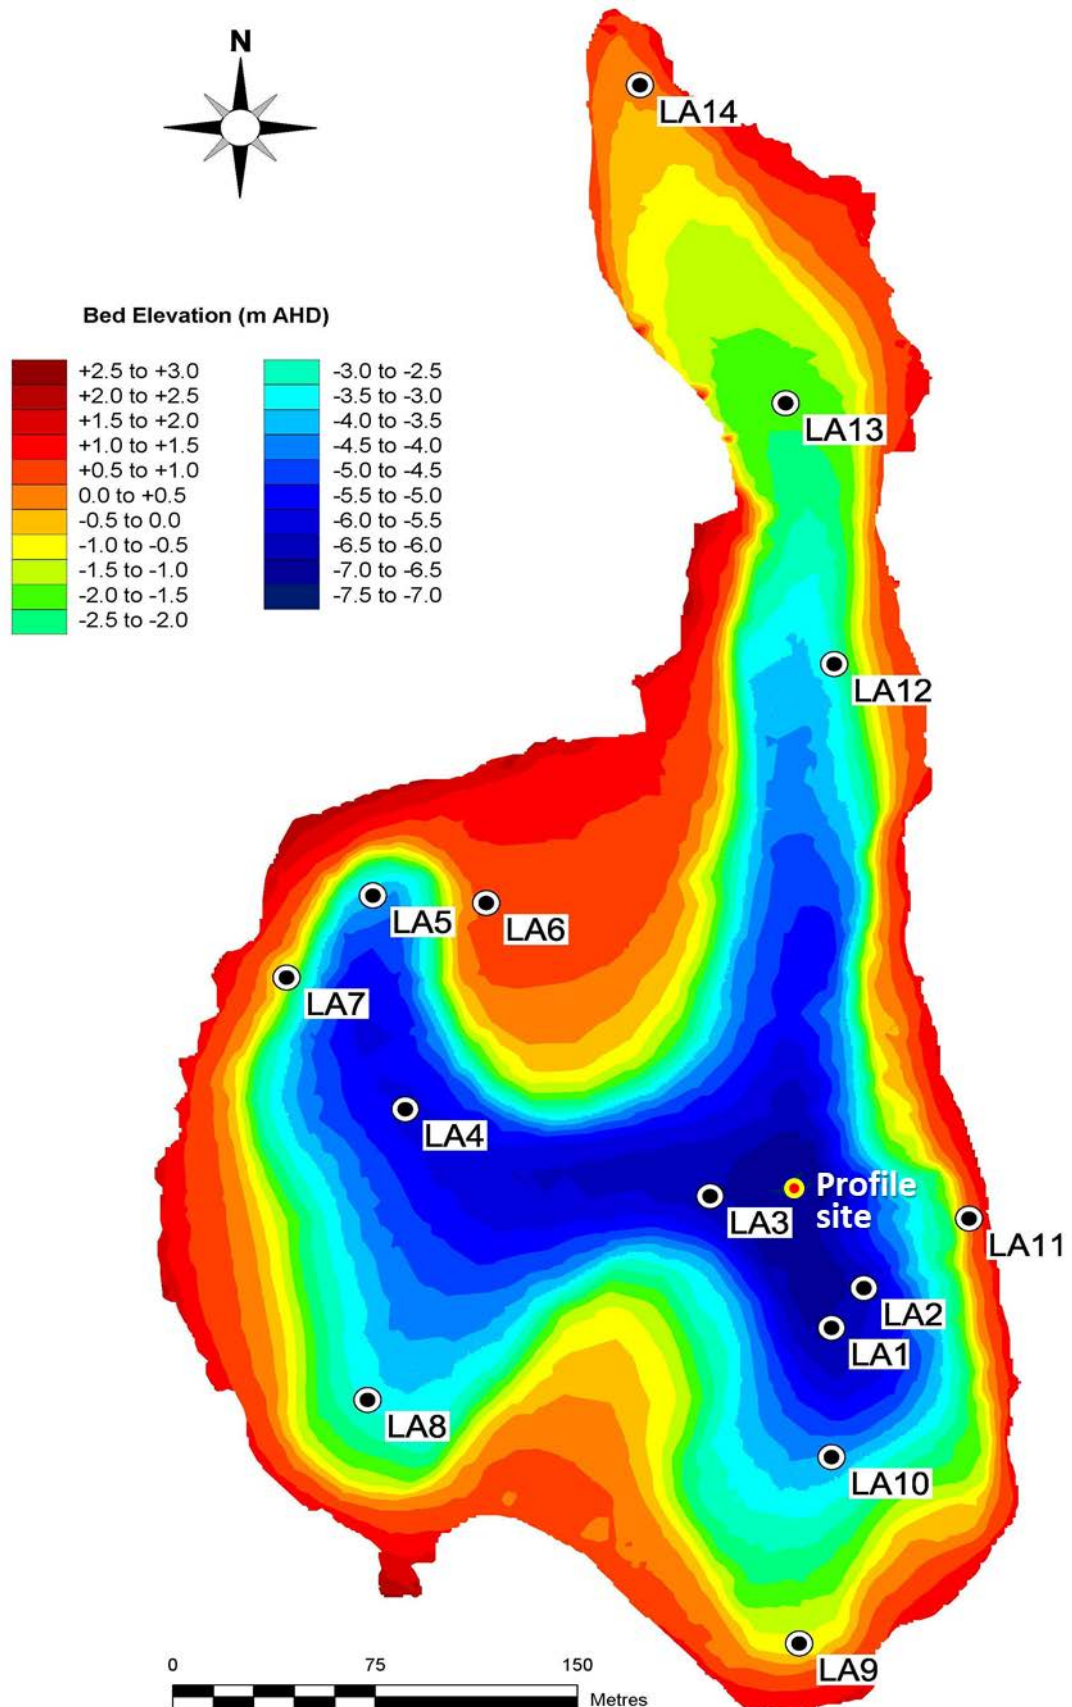 N
LA14
Bed Elevation (m AHD)
+2.5 to +3.0
+2.0 to +2.5
+1.5 to +2.0
+1.0 to +1.5
+0.5 to +1.0
0.0 to +0.5
-0.5 to 0.0
-1.0 to -0.5
-1.5 to -1.0
-2.0 to -1.5
-2.5 to -2.0
-3.0 to -2.5
-3.5 to -3.0
-4.0 to -3.5
-4.5 to -4.0
-5.0 to -4.5
-5.5 to -5.0
-6.0 to -5.5
-6.5 to -6.0
-7.0 to -6.5
-7.5 to -7.0
LA13
LA12
LA5
LA6
LA7
LA4
Profile
site
LA3
LA11
LA2
LA1
LA8
LA10
LA9
0 75 150
Metres